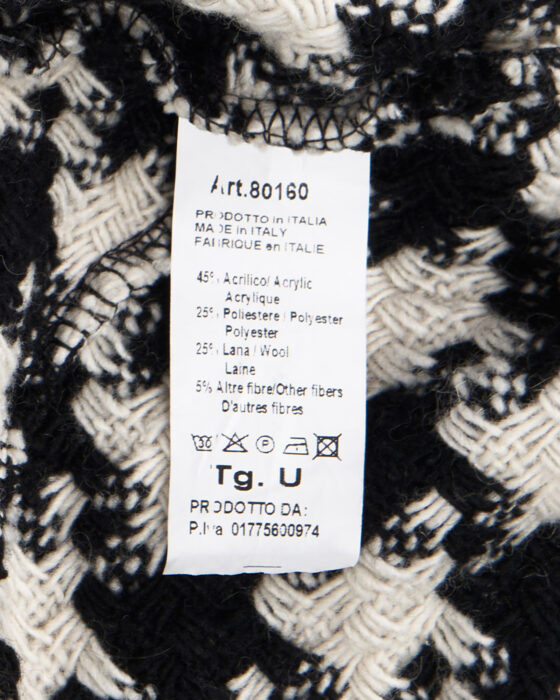 Art.80160
PRODOTTO in ITALIA
MADE in ITALY
FABRIQUE en ITALIE
45% Acrilico/Acrylic
Acrylique
25% Poliestere/Polyester
Polyester
25% Lana/Wool
Laine
5% Altre fibre/Other fibers
D'autres fibres
P
Tg. U
PRODOTTO DA:
P.Iva 01775600974